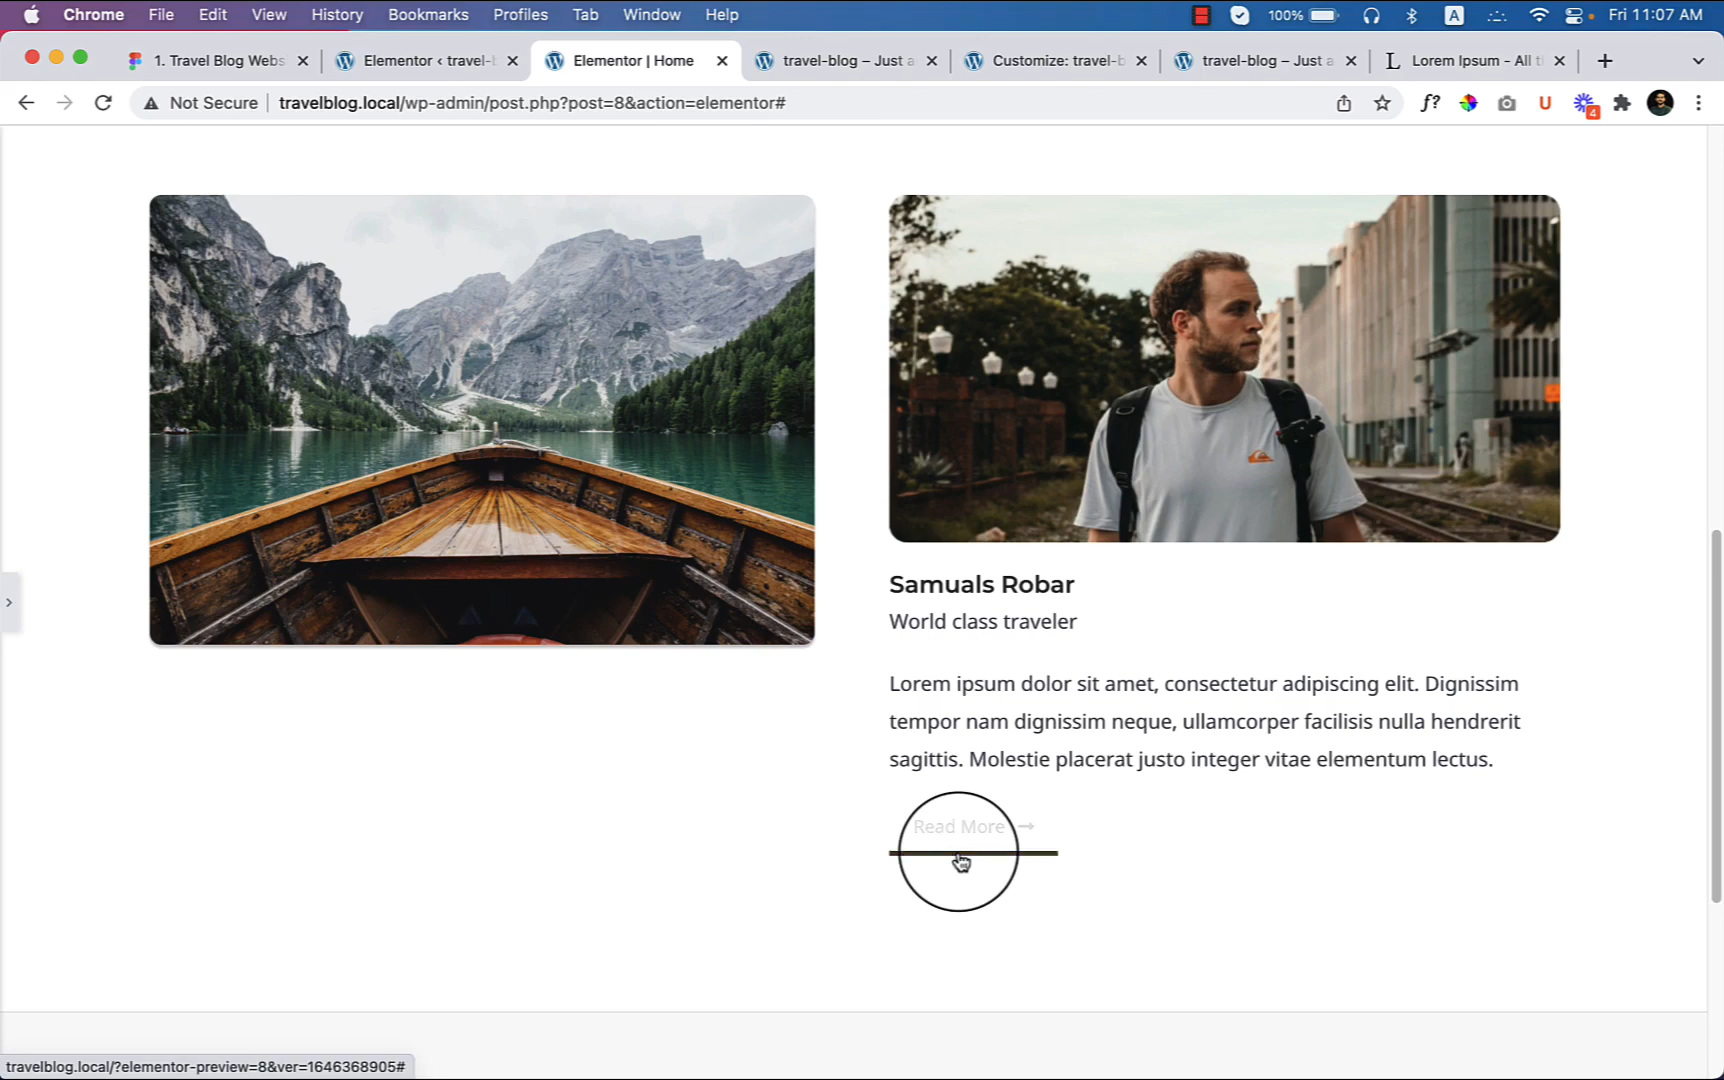 Chrome File Edit View History Bookmarks Profiles Tab Window Help 100% A Fri 11:07 AM
1. Travel Blog Webs Elementor ‹ travel-b Elementor | Home travel-blog – Just a Customize: travel-b travel-blog – Just a L Lorem Ipsum - All t
Not Secure travelblog.local/wp-admin/post.php?post=8&action=elementor# f? U 4
Samuals Robar
World class traveler
Lorem ipsum dolor sit amet, consectetur adipiscing elit. Dignissim
tempor nam dignissim neque, ullamcorper facilisis nulla hendrerit
sagittis. Molestie placerat justo integer vitae elementum lectus.
Read More →
travelblog.local/?elementor-preview=8&ver=1646368905#